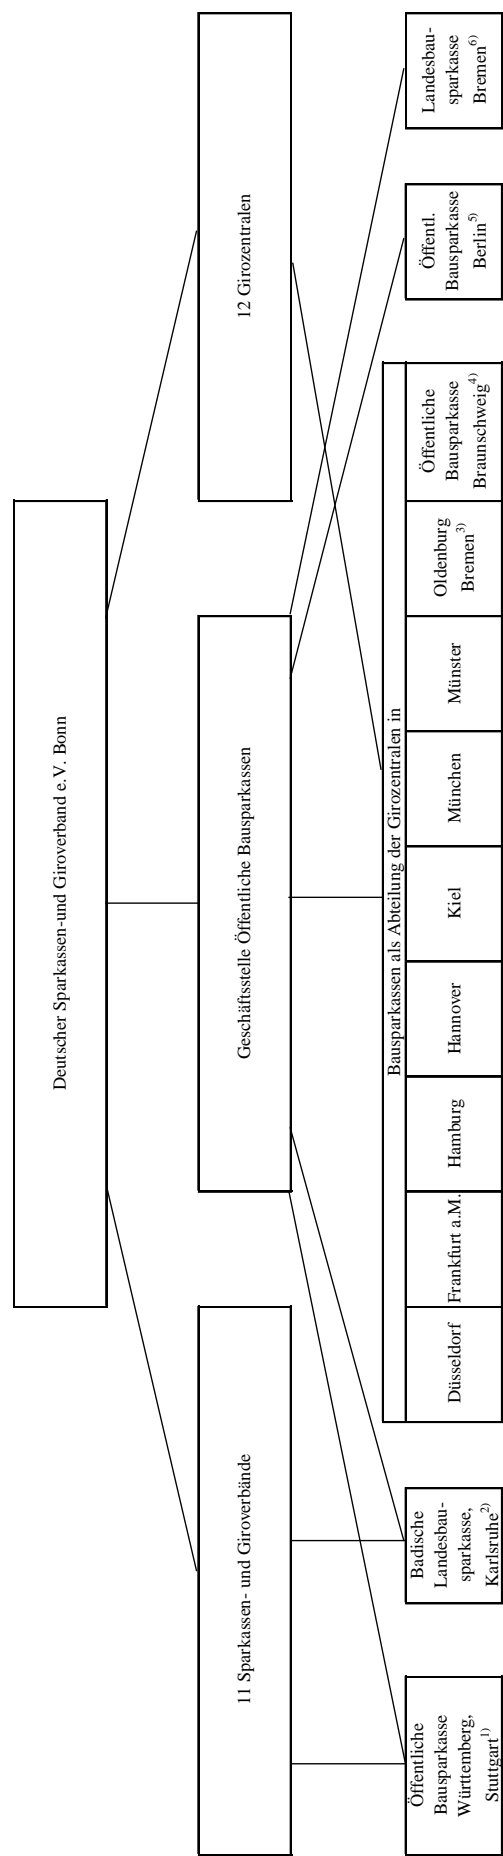 Deutscher Sparkassen-und Giroverband e.V. Bonn
11 Sparkassen- und Giroverbände
Geschäftsstelle Öffentliche Bausparkassen
12 Girozentralen
Öffentliche
Bausparkasse
Württemberg,
Stuttgart1)
Badische
Landesbau-
sparkasse,
Karlsruhe2)
Bausparkassen als Abteilung der Girozentralen in
Düsseldorf
Frankfurt a.M.
Hamburg
Hannover
Kiel
München
Münster
Oldenburg
Bremen3)
Öffentliche
Bausparkasse
Braunschweig4)
Öffentl.
Bausparkasse
Berlin5)
Landesbau-
sparkasse
Bremen6)